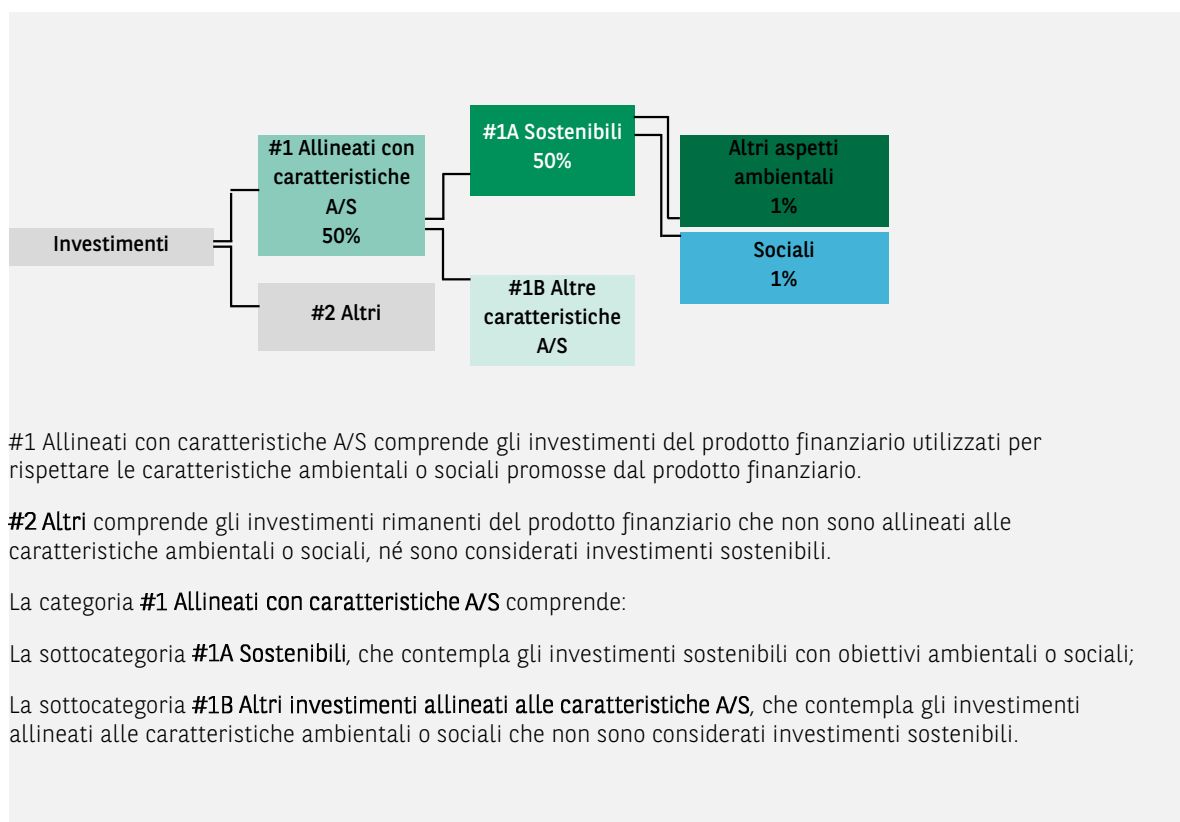 #1A Sostenibili
50%
#1 Allineati con
caratteristiche
A/S
50%
Altri aspetti
ambientali
1%
Investimenti
Sociali
1%
#2 Altri
#1B Altre
caratteristiche
A/S
#1 Allineati con caratteristiche A/S comprende gli investimenti del prodotto finanziario utilizzati per
rispettare le caratteristiche ambientali o sociali promosse dal prodotto finanziario.
#2 Altri comprende gli investimenti rimanenti del prodotto finanziario che non sono allineati alle
caratteristiche ambientali o sociali, né sono considerati investimenti sostenibili.
La categoria #1 Allineati con caratteristiche A/S comprende:
La sottocategoria #1A Sostenibili, che contempla gli investimenti sostenibili con obiettivi ambientali o sociali;
La sottocategoria #1B Altri investimenti allineati alle caratteristiche A/S, che contempla gli investimenti
allineati alle caratteristiche ambientali o sociali che non sono considerati investimenti sostenibili.